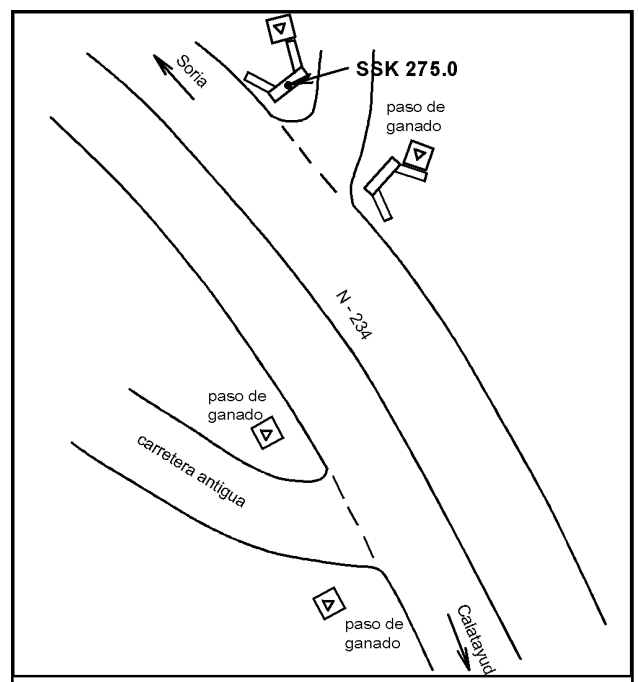 Soria
SSK 275.0
paso de
ganado
N - 234
paso de
ganado
carretera antigua
paso de
ganado
Calatayud